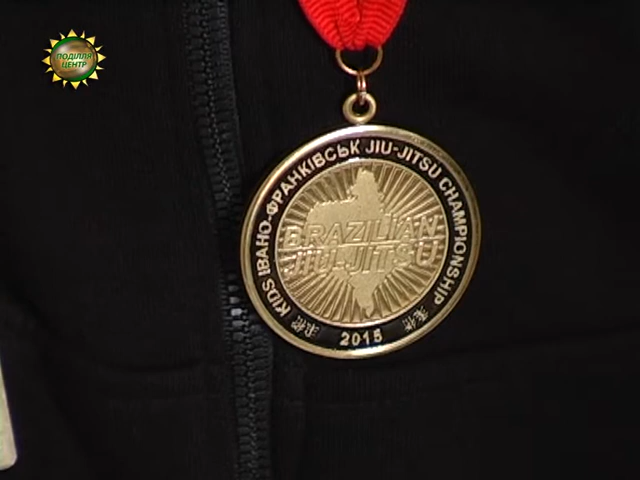 ПОДІЛЛЯ
ЦЕНТР
KIDS ІВАНО-ФРАНКІВСЬК JIU-JITSU CHAMPIONSHIP
BRAZILIAN
JIU-JITSU
2015